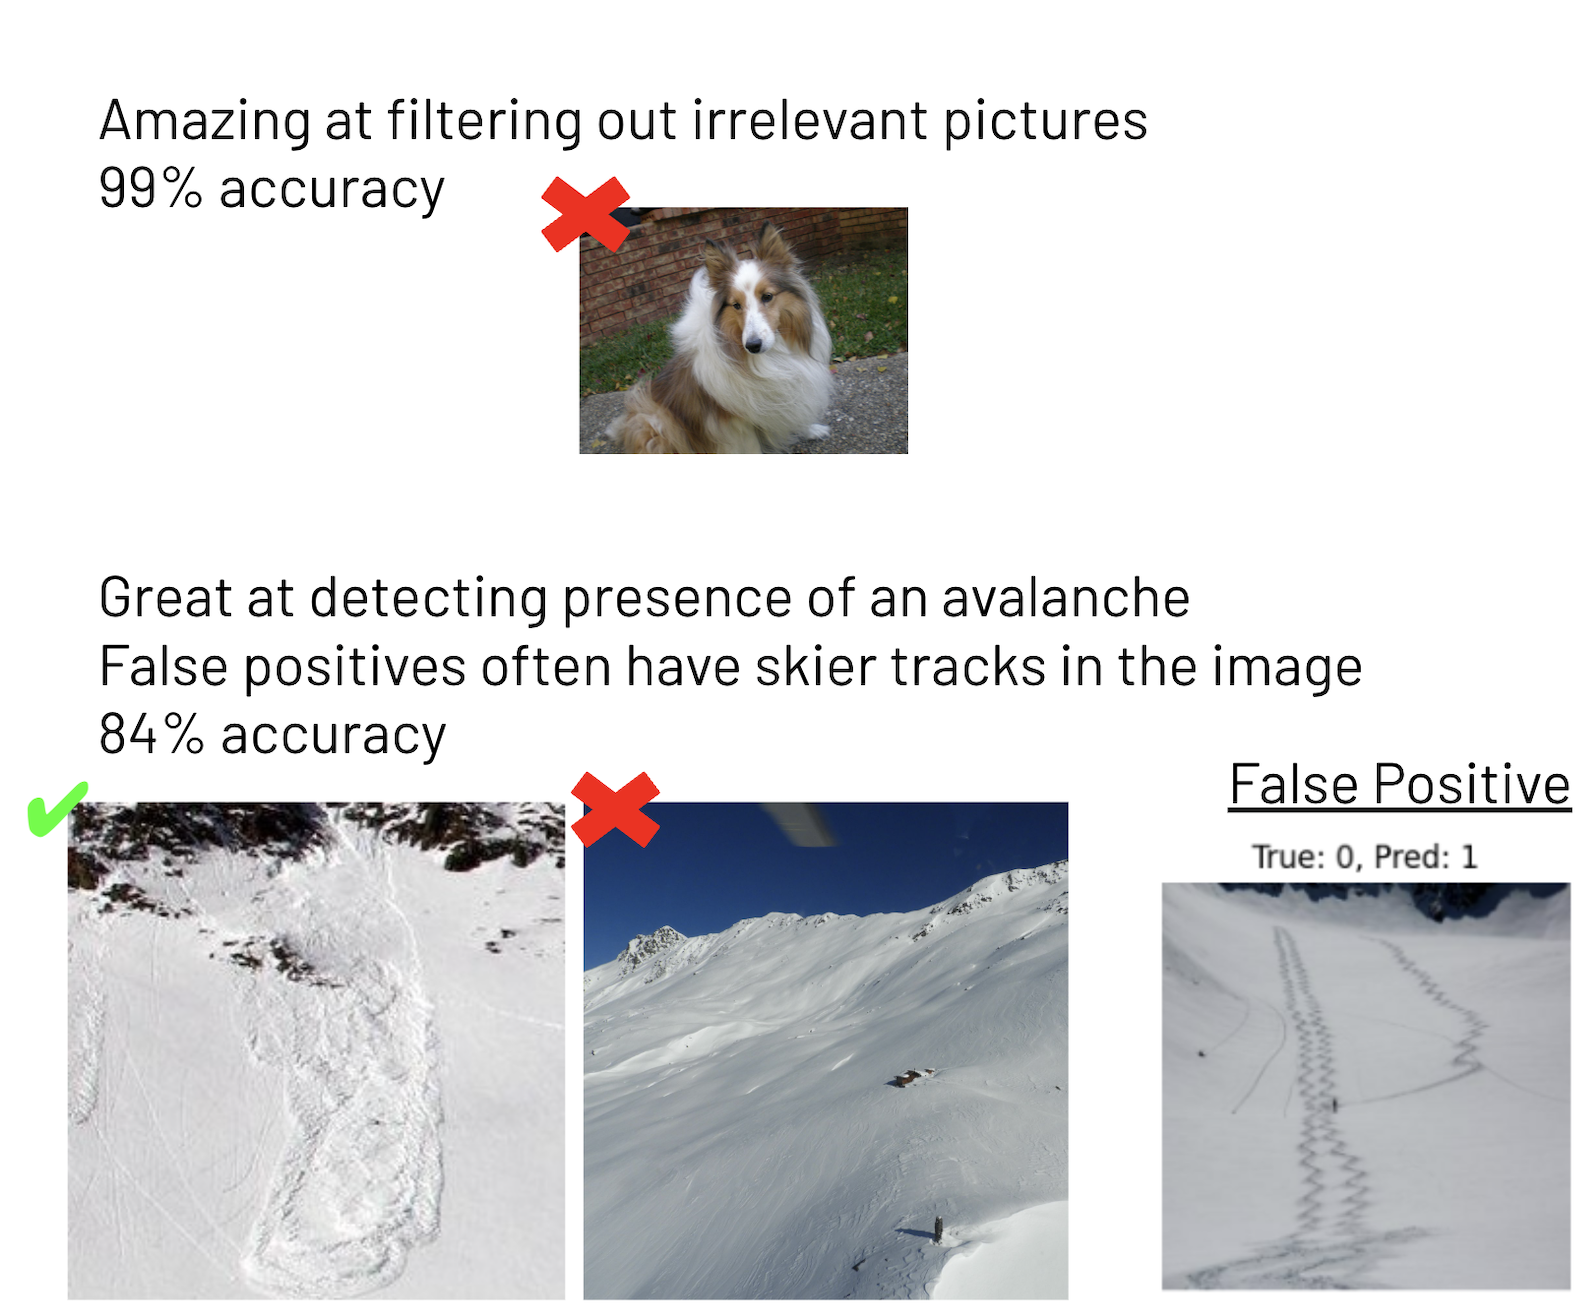 Amazing at filtering out irrelevant pictures
99% accuracy
Great at detecting presence of an avalanche
False positives often have skier tracks in the image
84% accuracy
False Positive
True: 0, Pred: 1